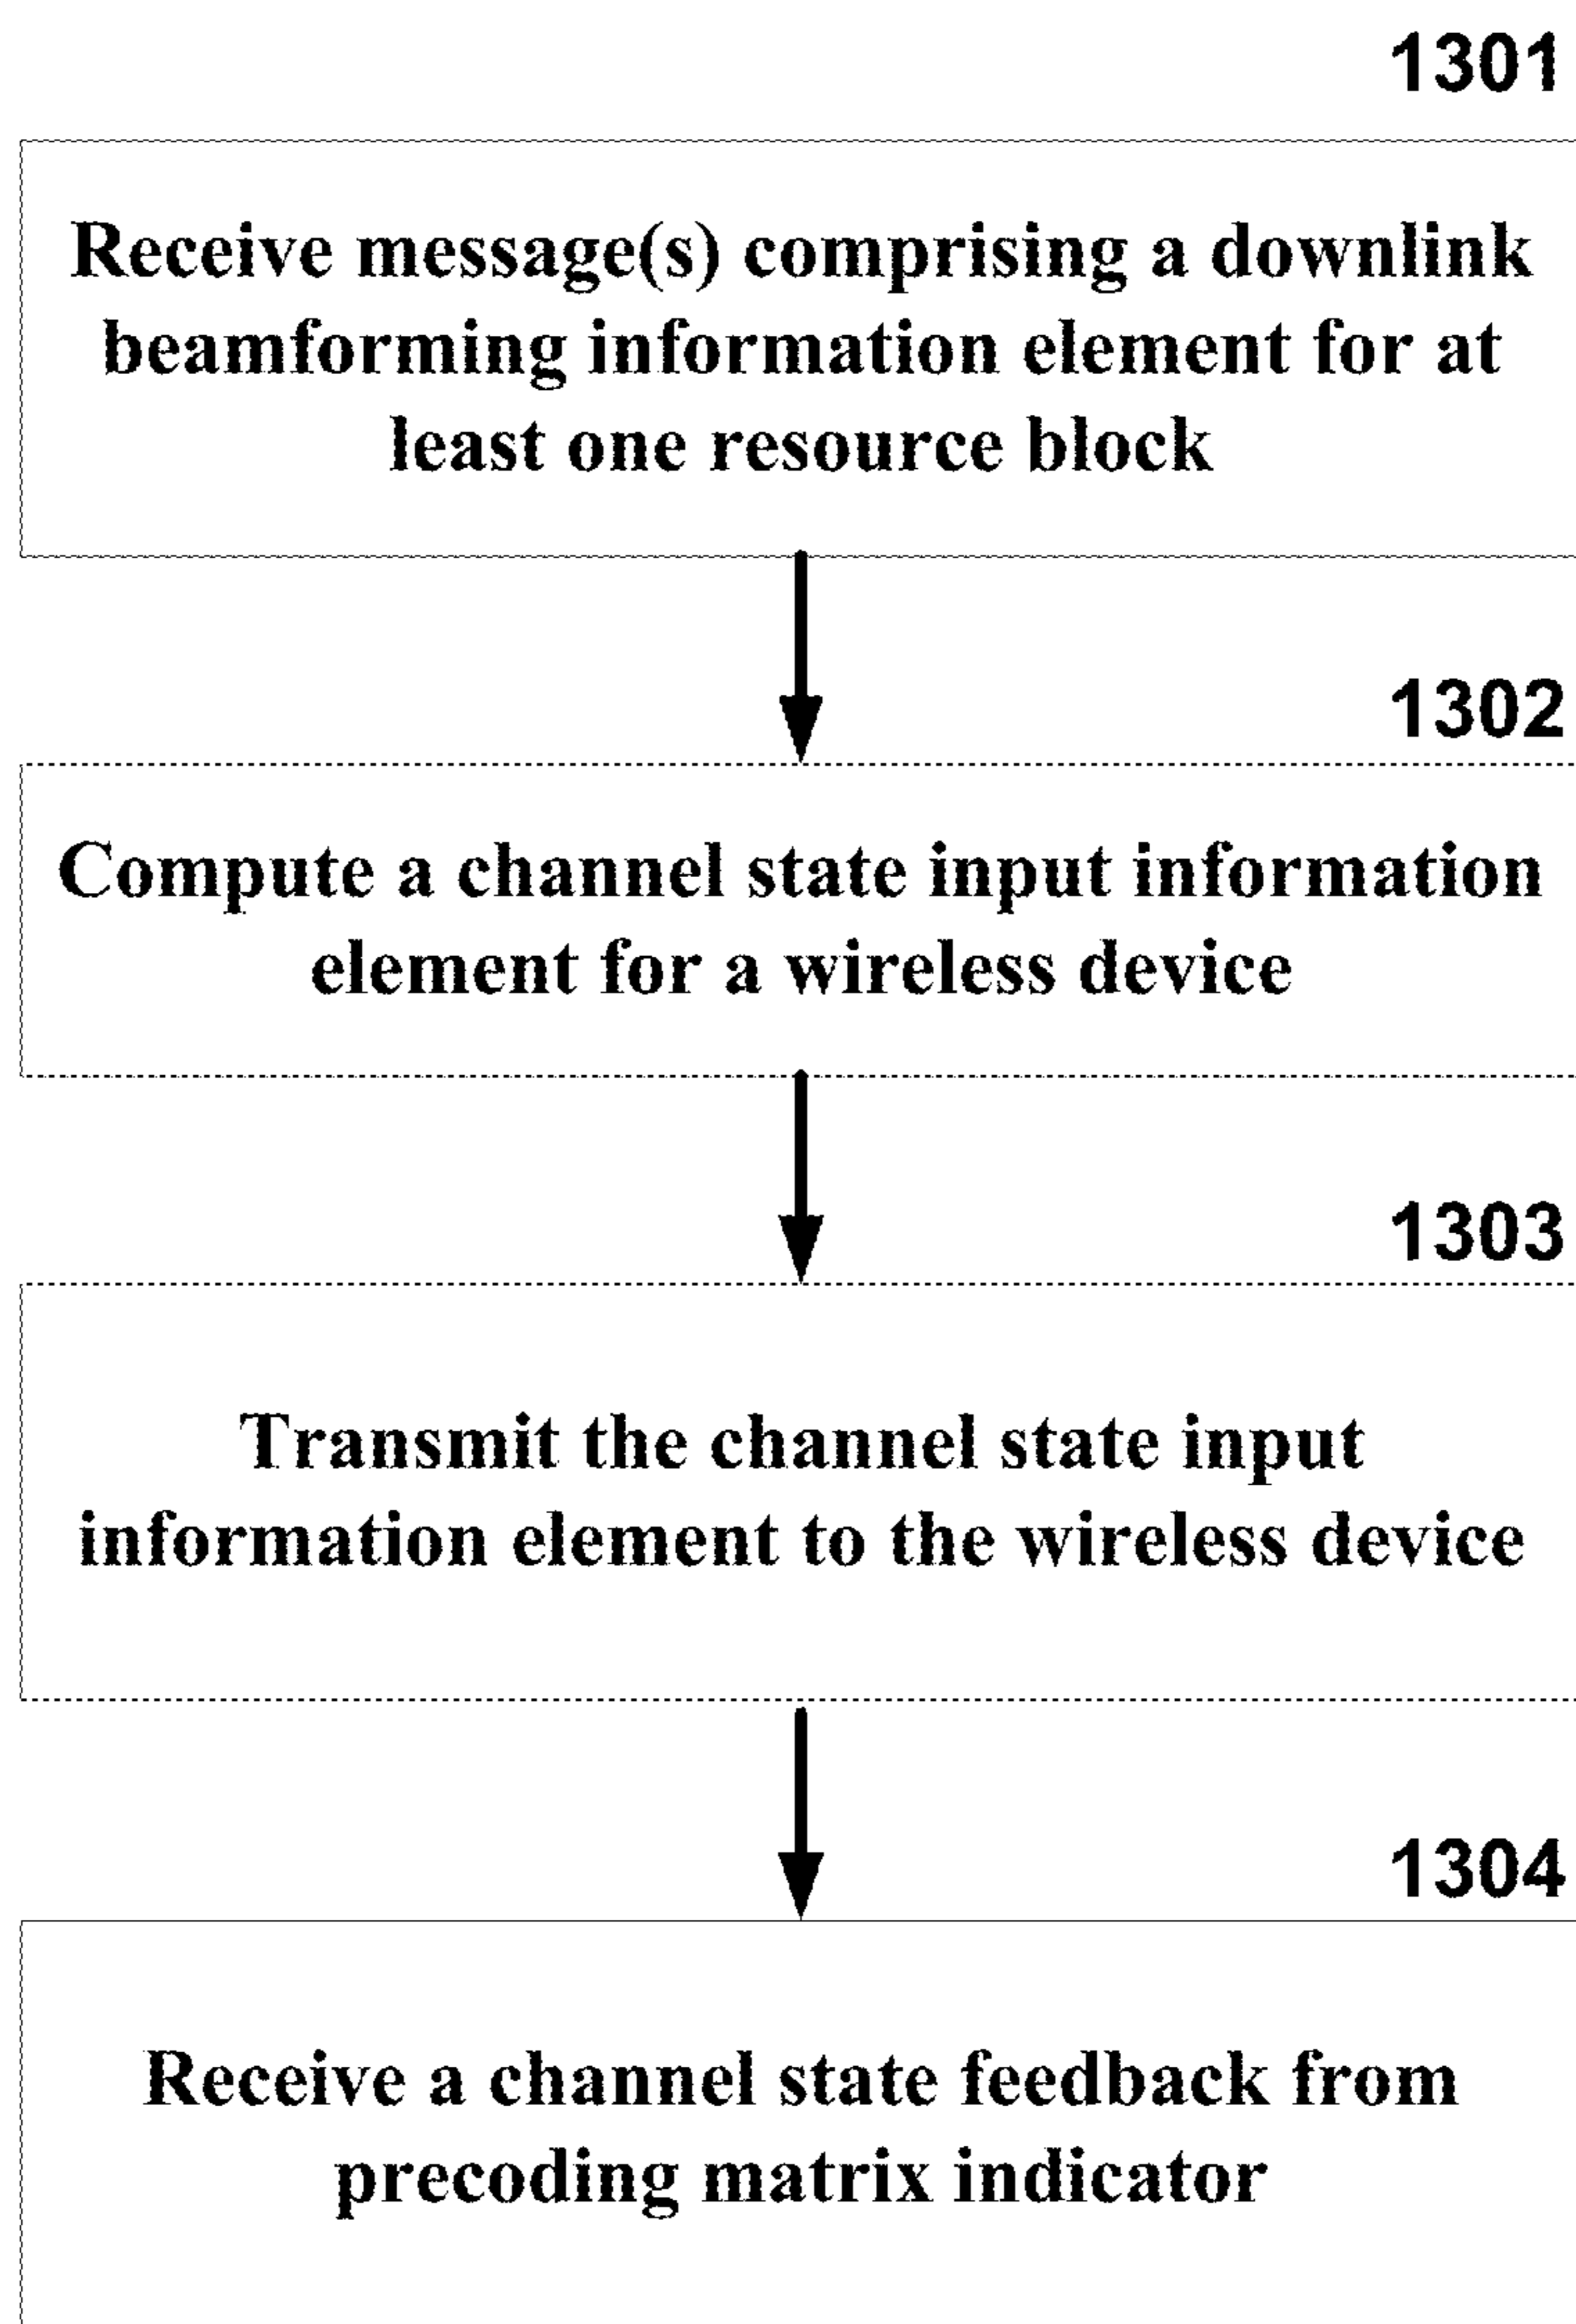 1301
Receive message(s) comprising a downlink
beamforming information element for at
least one resource block
1302
Compute a channel state input information
element for a wireless device
1303
Transmit the channel state input
information element to the wireless device
1304
Receive a channel state feedback from
precoding matrix indicator